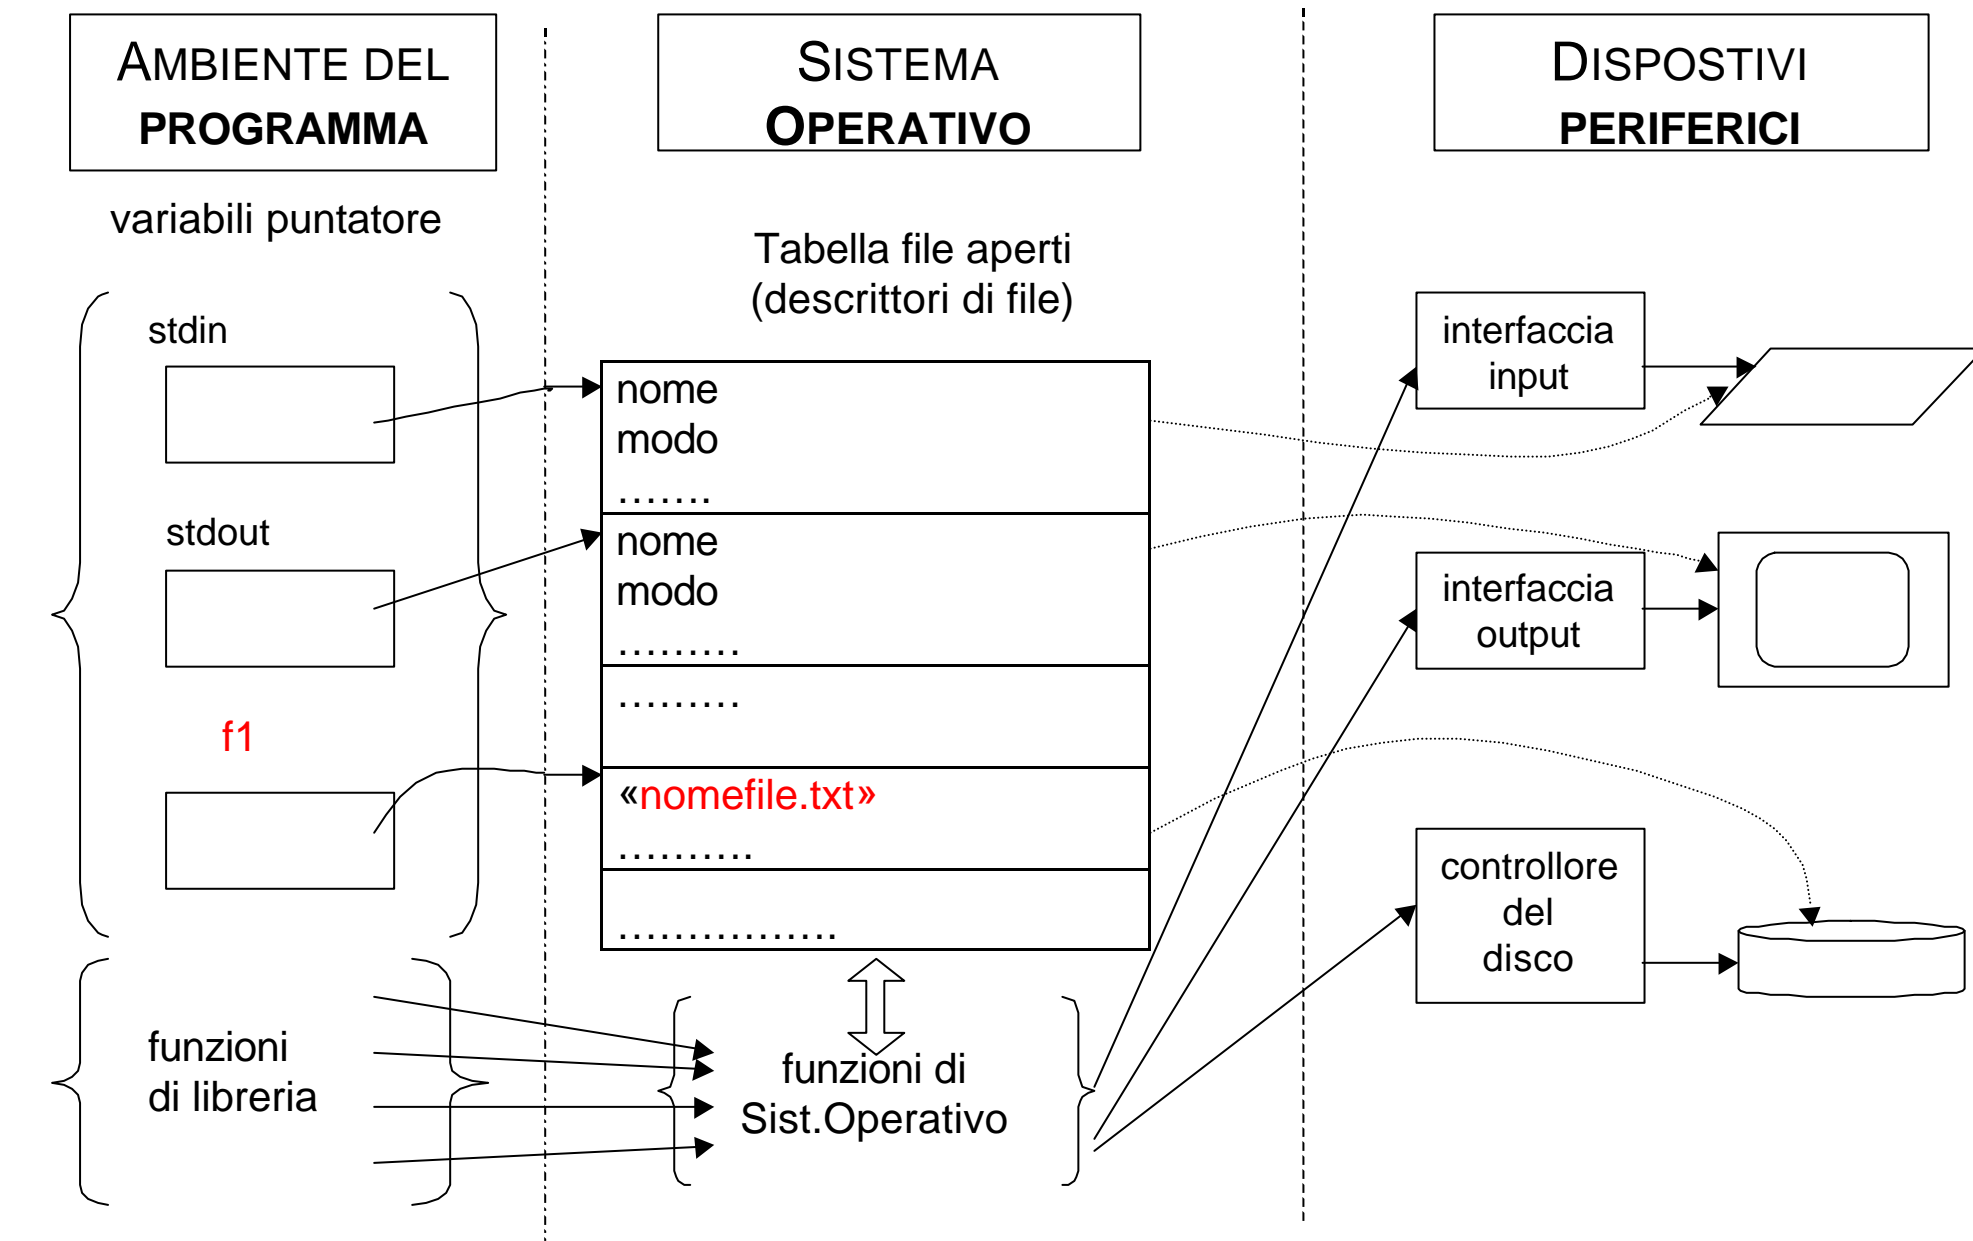 AMBIENTE DEL
PROGRAMMA
variabili puntatore
stdin
stdout
f1
funzioni
di libreria
SISTEMA
OPERATIVO
Tabella file aperti
(descrittori di file)
nome
modo
.......
nome
modo
.........
.........
«nomefile.txt»
..........
................
funzioni di
Sist.Operativo
DISPOSTIVI
PERIFERICI
interfaccia
input
interfaccia
output
controllore
del
disco